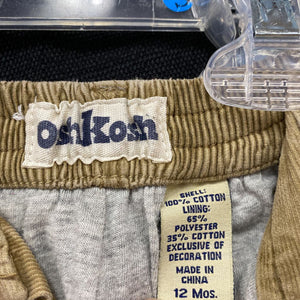 OshKosh
SHELL:
100% COTTON
LINING:
65%
POLYESTER
35% COTTON
EXCLUSIVE OF
DECORATION
MADE IN
CHINA
12 Mos.